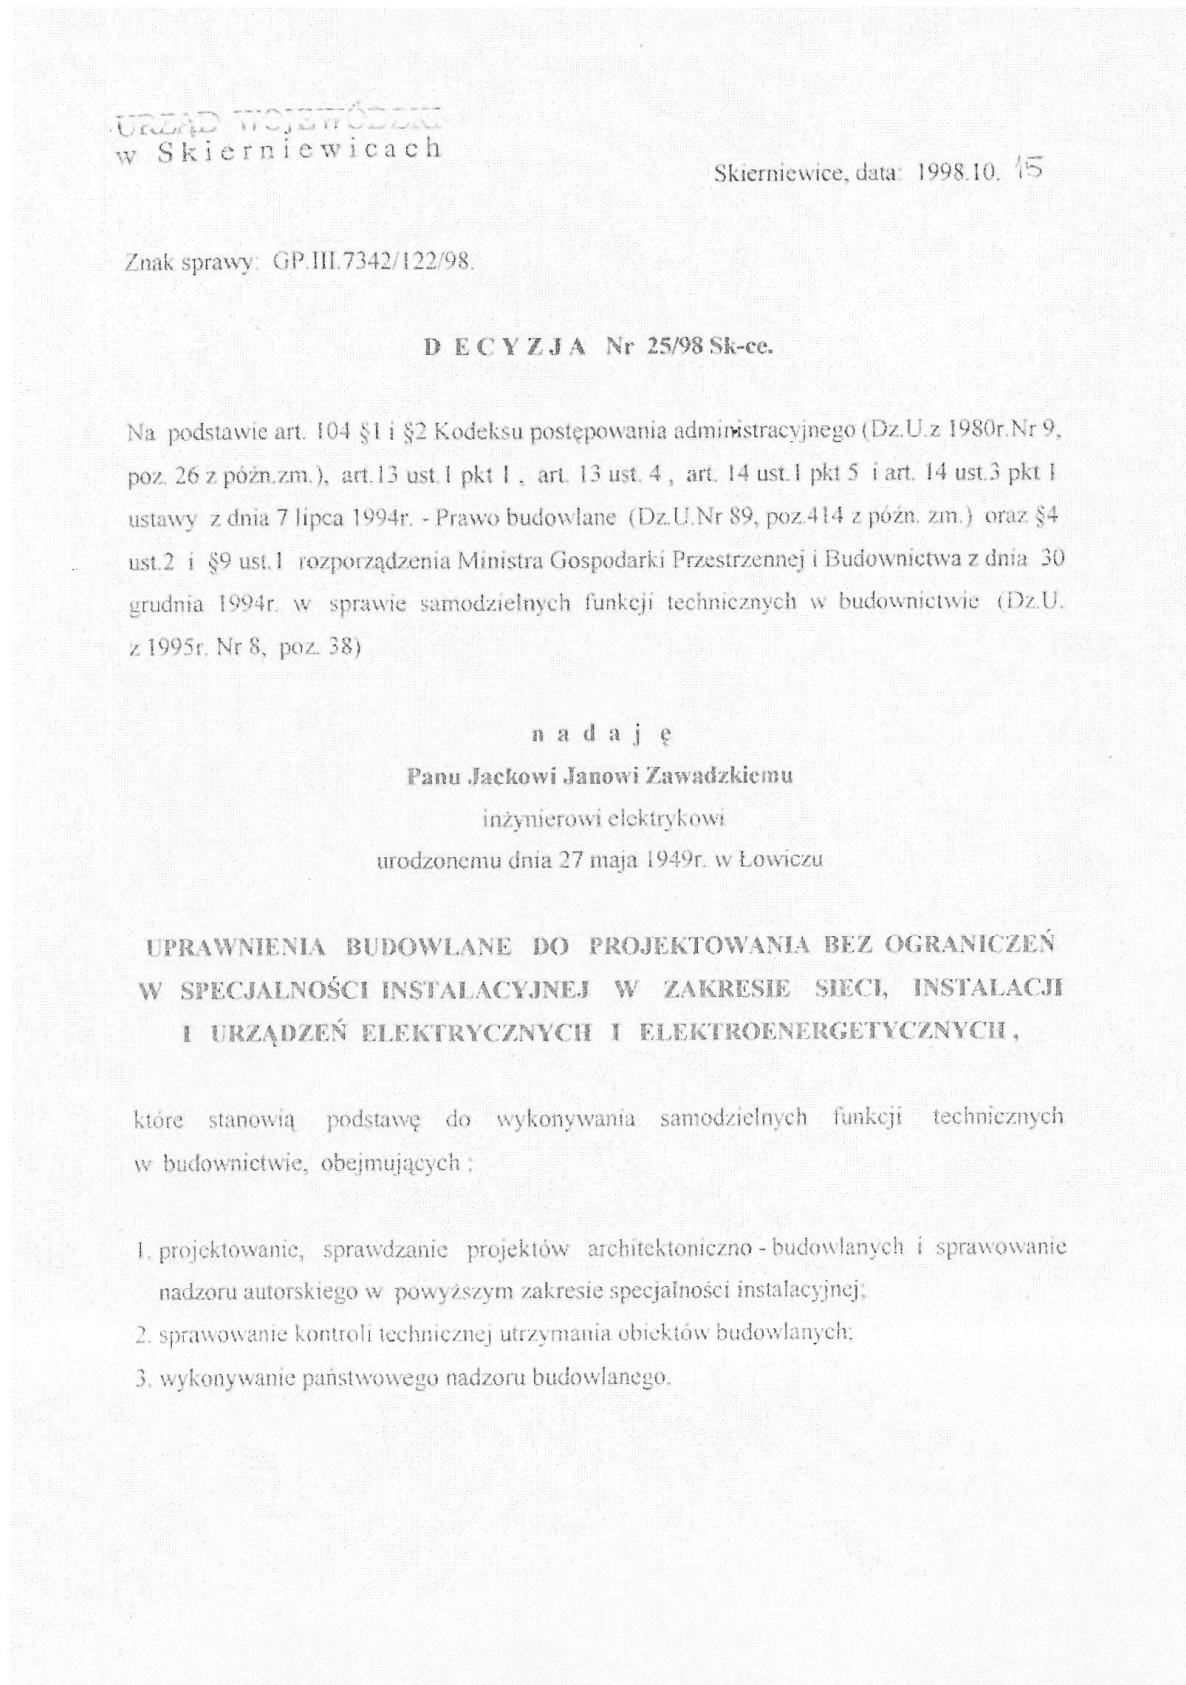 URZĄD WOJEWÓDZKI
w Skierniewicach
Skierniewice, data: 1998.10. 15
Znak sprawy: GP.III.7342/122/98.
D E C Y Z J A Nr 25/98 Sk-ce.
Na podstawie art. 104 §1 i §2 Kodeksu postępowania administracyjnego (Dz.U.z 1980r.Nr 9,
poz. 26 z późn.zm.), art.13 ust.1 pkt 1 , art. 13 ust. 4 , art. 14 ust.1 pkt 5 i art. 14 ust.3 pkt 1
ustawy z dnia 7 lipca 1994r. - Prawo budowlane (Dz.U.Nr 89, poz.414 z późn. zm.) oraz §4
ust.2 i §9 ust.1 rozporządzenia Ministra Gospodarki Przestrzennej i Budownictwa z dnia 30
grudnia 1994r. w sprawie samodzielnych funkcji technicznych w budownictwie (Dz.U.
z 1995r. Nr 8, poz. 38)
n a d a j ę
Panu Jackowi Janowi Zawadzkiemu
inżynierowi elektrykowi
urodzonemu dnia 27 maja 1949r. w Łowiczu
UPRAWNIENIA BUDOWLANE DO PROJEKTOWANIA BEZ OGRANICZEŃ
W SPECJALNOŚCI INSTALACYJNEJ W ZAKRESIE SIECI, INSTALACJI
I URZĄDZEŃ ELEKTRYCZNYCH I ELEKTROENERGETYCZNYCH ,
które stanowią podstawę do wykonywania samodzielnych funkcji technicznych
w budownictwie, obejmujących :
1. projektowanie, sprawdzanie projektów architektoniczno - budowlanych i sprawowanie
nadzoru autorskiego w powyższym zakresie specjalności instalacyjnej;
2. sprawowanie kontroli technicznej utrzymania obiektów budowlanych;
3. wykonywanie państwowego nadzoru budowlanego.